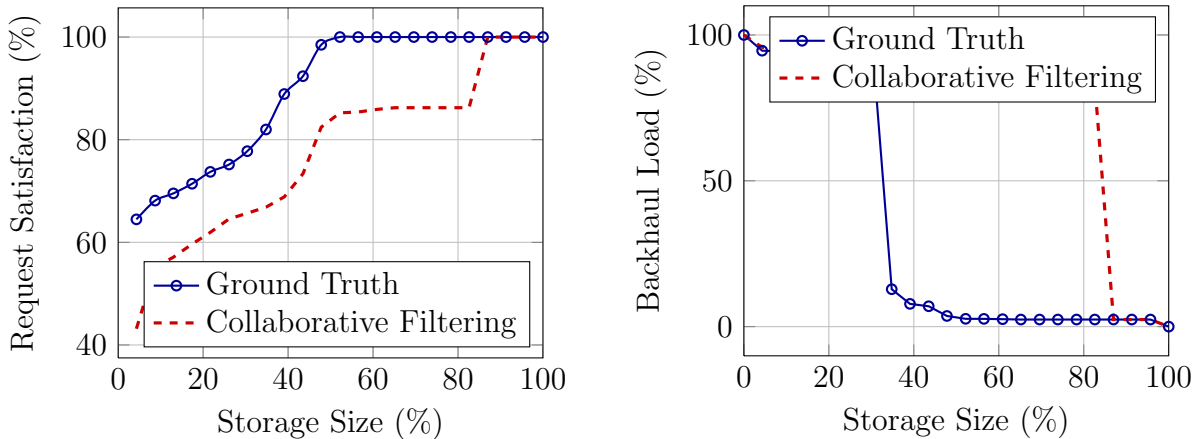 Request Satisfaction (%)
100
80
60
40
0
20
40
60
80
100
Storage Size (%)
Ground Truth
Collaborative Filtering
Backhaul Load (%)
100
50
0
0
20
40
60
80
100
Storage Size (%)
Ground Truth
Collaborative Filtering